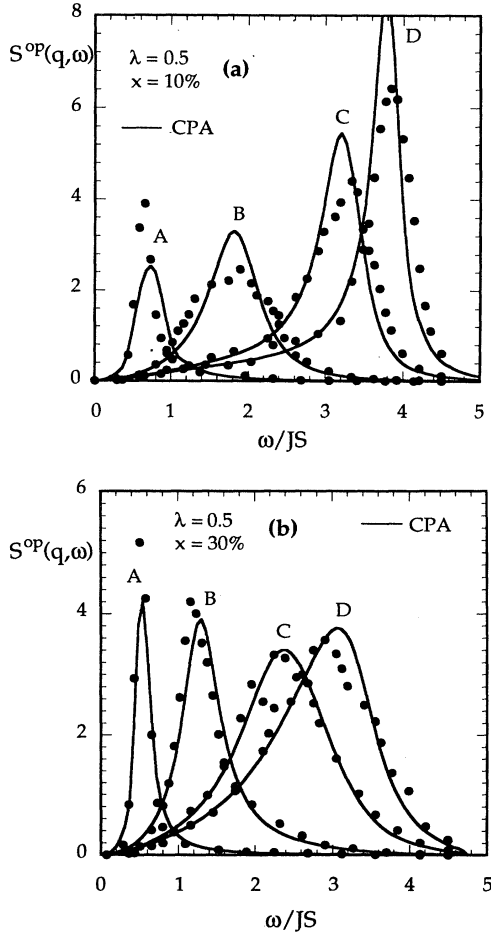 8
S^op(q,ω)
λ = 0.5
x = 10%
(a)
CPA
A
B
C
D
6
4
2
0
0 1 2 3 4 5
ω/JS
6
S^op(q,ω)
λ = 0.5
x = 30%
(b)
CPA
A
B
C
D
4
2
0
0 1 2 3 4 5
ω/JS